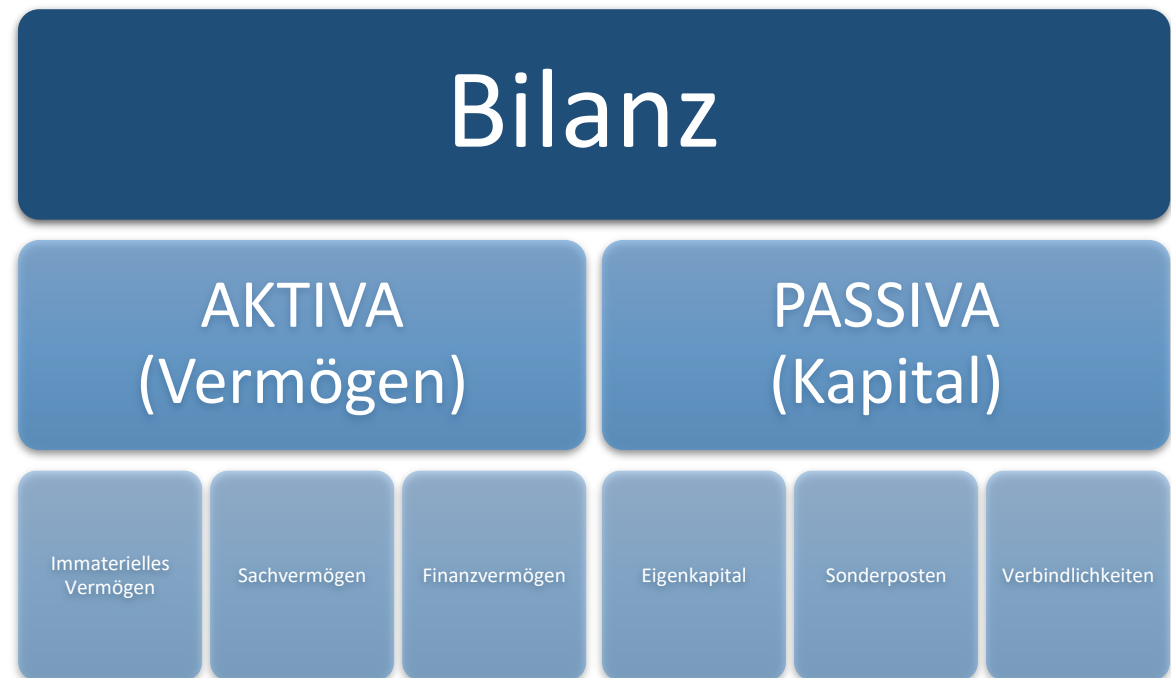 Bilanz
AKTIVA
(Vermögen)
PASSIVA
(Kapital)
Immaterielles
Vermögen
Sachvermögen
Finanzvermögen
Eigenkapital
Sonderposten
Verbindlichkeiten